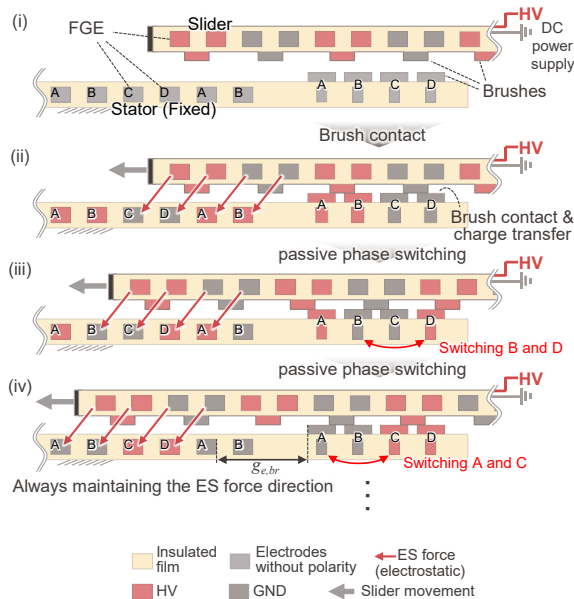 (i)
FGE
Slider
HV
DC
power
supply
Brushes
A B C D A B
A B C D
Stator (Fixed)
Brush contact
(ii)
HV
A B C D A B
A B C D
Brush contact &
charge transfer
passive phase switching
(iii)
HV
A B C D A B
A B C D
Switching B and D
passive phase switching
(iv)
HV
A B C D A B
A B C D
g_{e,br}
Switching A and C
Always maintaining the ES force direction
Insulated
film
Electrodes
without polarity
ES force
(electrostatic)
HV
GND
Slider movement